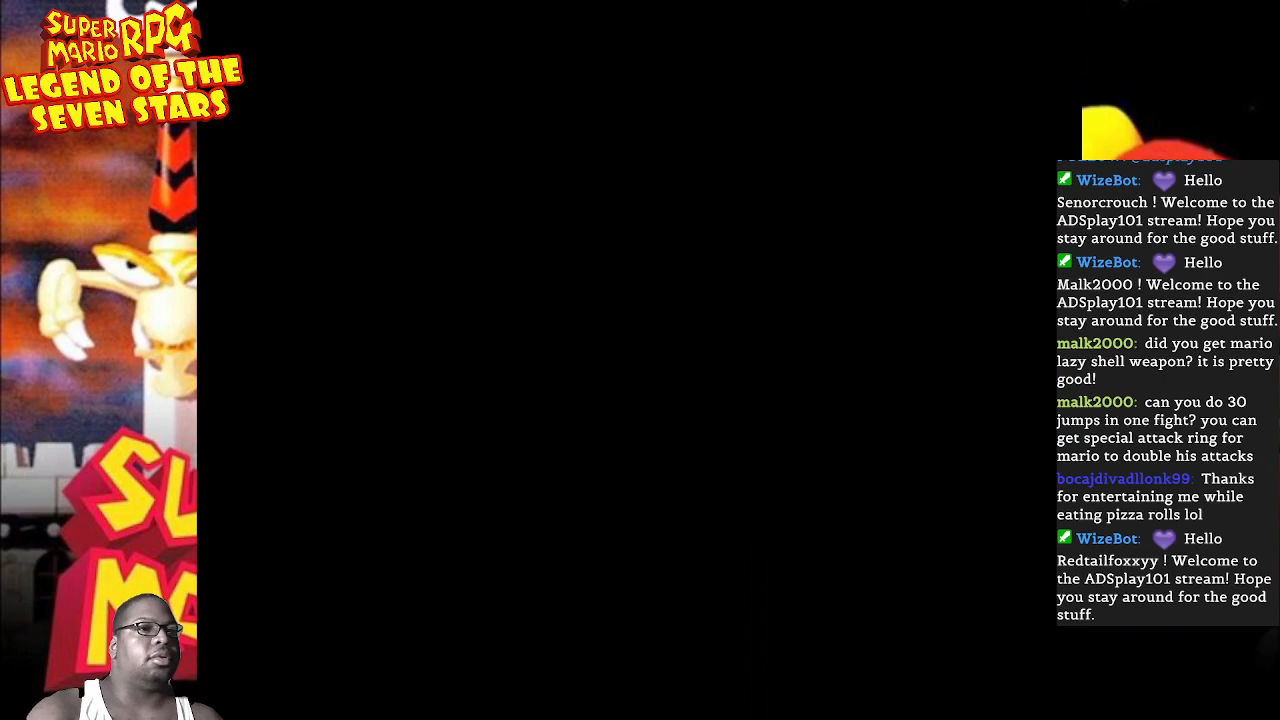 SUPER
MARIO RPG
LEGEND OF THE
SEVEN STARS
SU
MA
WizeBot: Hello
Senorcrouch ! Welcome to the
ADSplay101 stream! Hope you
stay around for the good stuff.
WizeBot: Hello
Malk2000 ! Welcome to the
ADSplay101 stream! Hope you
stay around for the good stuff.
malk2000: did you get mario
lazy shell weapon? it is pretty
good!
malk2000: can you do 30
jumps in one fight? you can
get special attack ring for
mario to double his attacks
bocajdivadllonk99: Thanks
for entertaining me while
eating pizza rolls lol
WizeBot: Hello
Redtailfoxxyy ! Welcome to
the ADSplay101 stream! Hope
you stay around for the good
stuff.